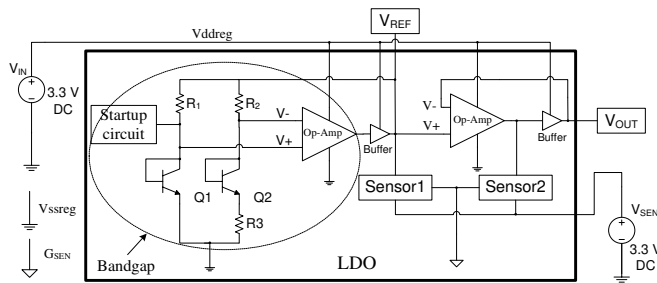 VREF
Vddreg
VIN
3.3 V
DC
R1
R2
Startup
circuit
V-
V+
Op-Amp
Buffer
V-
V+
Op-Amp
Buffer
VOUT
Q1
Q2
R3
Sensor1
Sensor2
Vssreg
GSEN
VSEN
3.3 V
DC
Bandgap
LDO